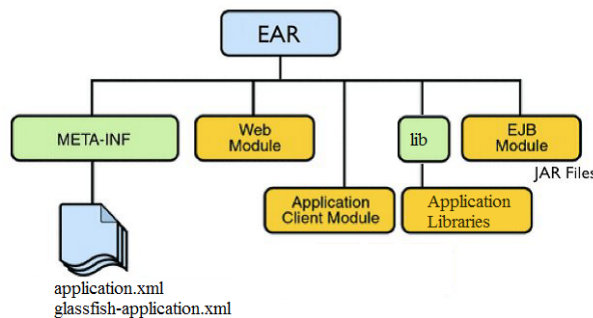 EAR
META-INF
Web
Module
lib
EJB
Module
JAR Files
Application
Client Module
Application
Libraries
application.xml
glassfish-application.xml